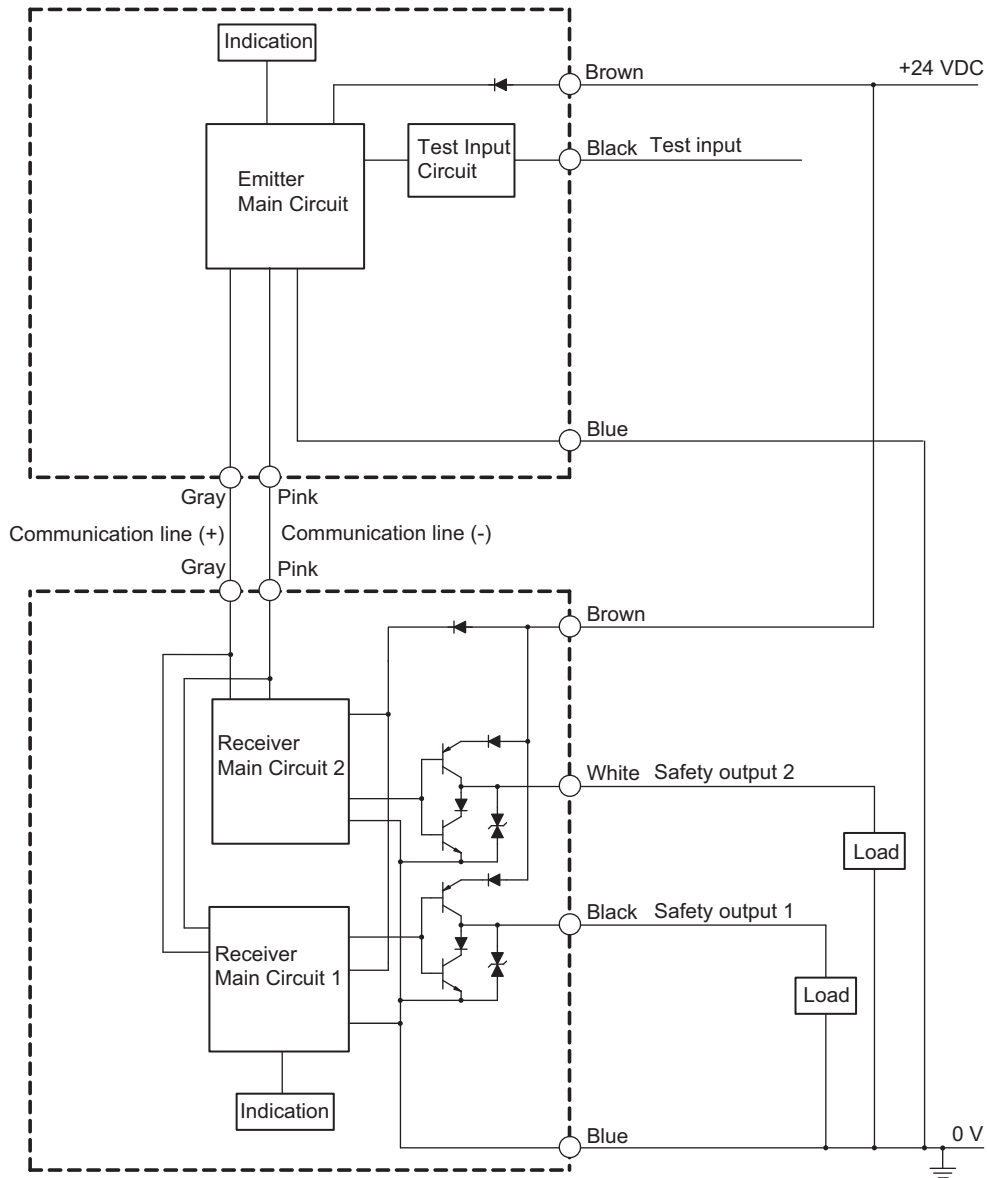 Indication
Brown
+24 VDC
Test Input
Circuit
Black Test input
Emitter
Main Circuit
Blue
Gray
Pink
Communication line (+)
Communication line (-)
Gray
Pink
Brown
Receiver
Main Circuit 2
White Safety output 2
Load
Black Safety output 1
Receiver
Main Circuit 1
Load
Indication
Blue
0 V